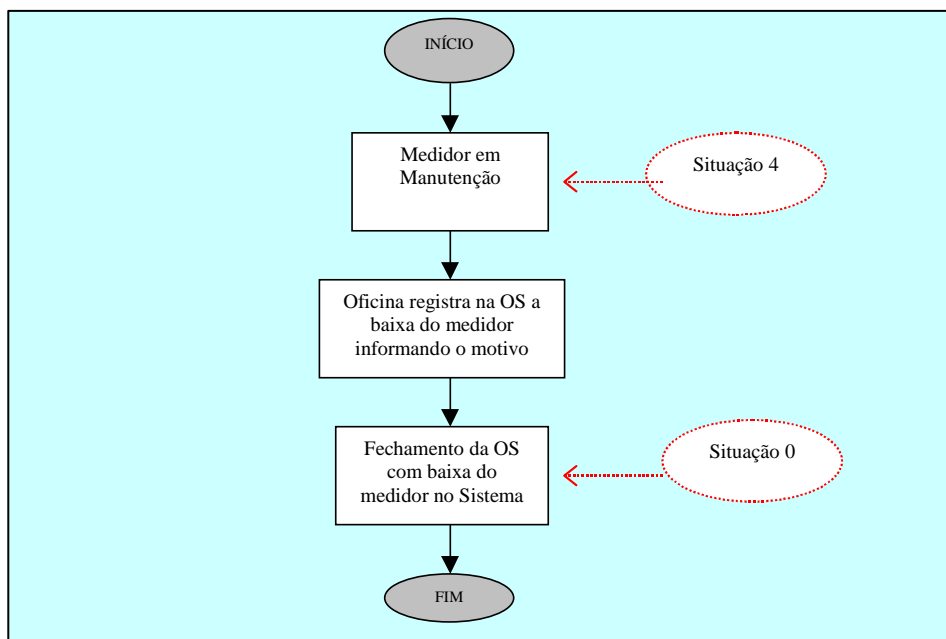 INÍCIO
Medidor em
Manutenção
Situação 4
Oficina registra na OS a
baixa do medidor
informando o motivo
Fechamento da OS
com baixa do
medidor no Sistema
Situação 0
FIM